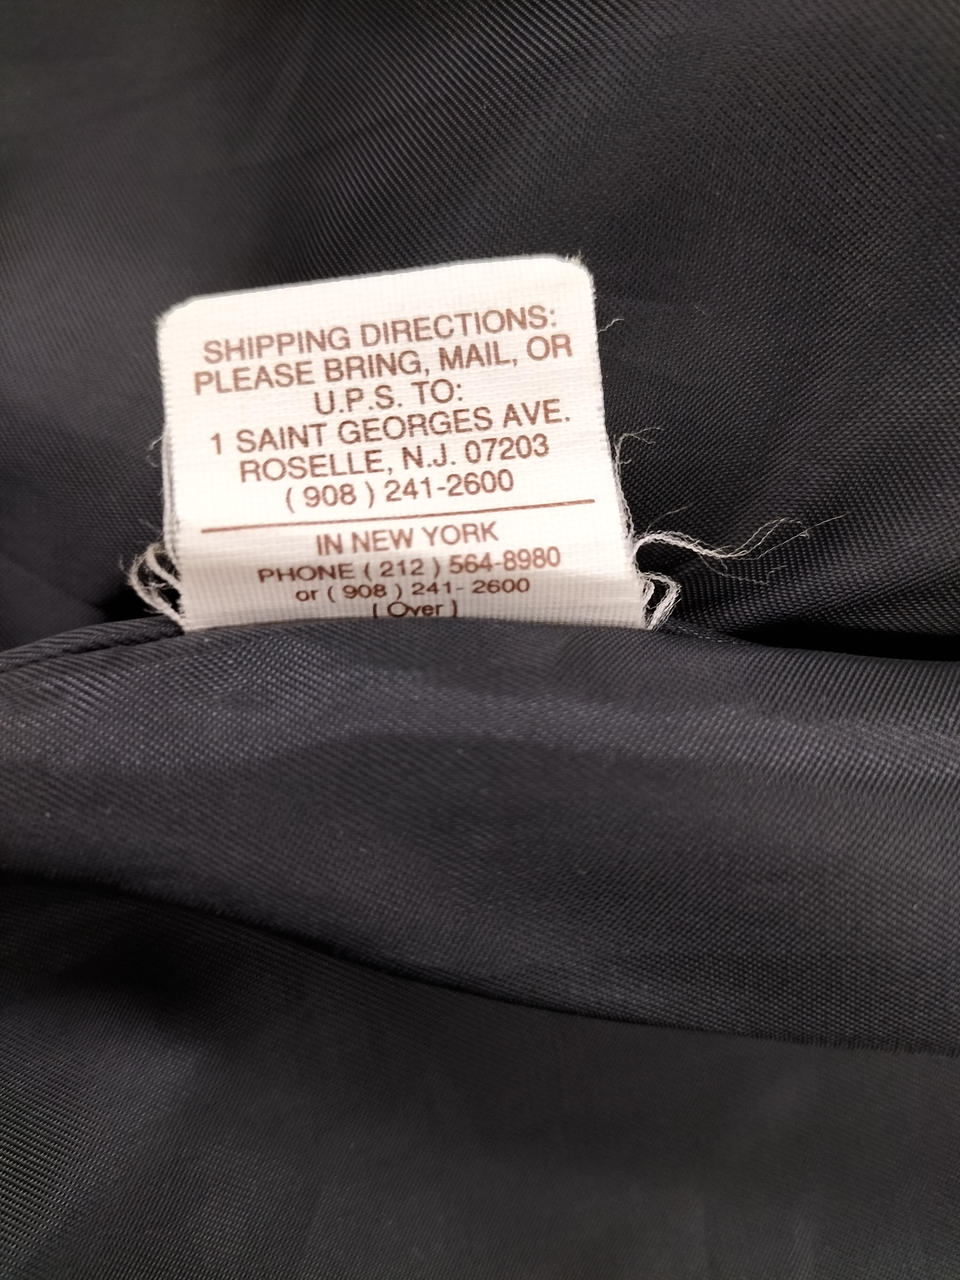 SHIPPING DIRECTIONS:
PLEASE BRING, MAIL, OR
U.P.S. TO:
1 SAINT GEORGES AVE.
ROSELLE, N.J. 07203
( 908 ) 241-2600
IN NEW YORK
PHONE ( 212 ) 564-8980
or ( 908 ) 241- 2600
( Over )